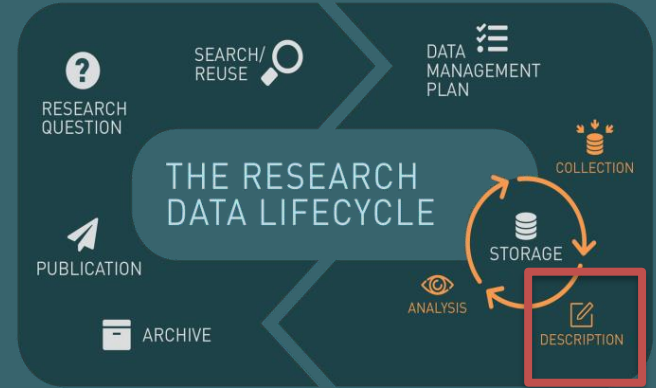 SEARCH/
REUSE
DATA
MANAGEMENT
PLAN
?
RESEARCH
QUESTION
COLLECTION
THE RESEARCH
DATA LIFECYCLE
STORAGE
PUBLICATION
ANALYSIS
DESCRIPTION
ARCHIVE